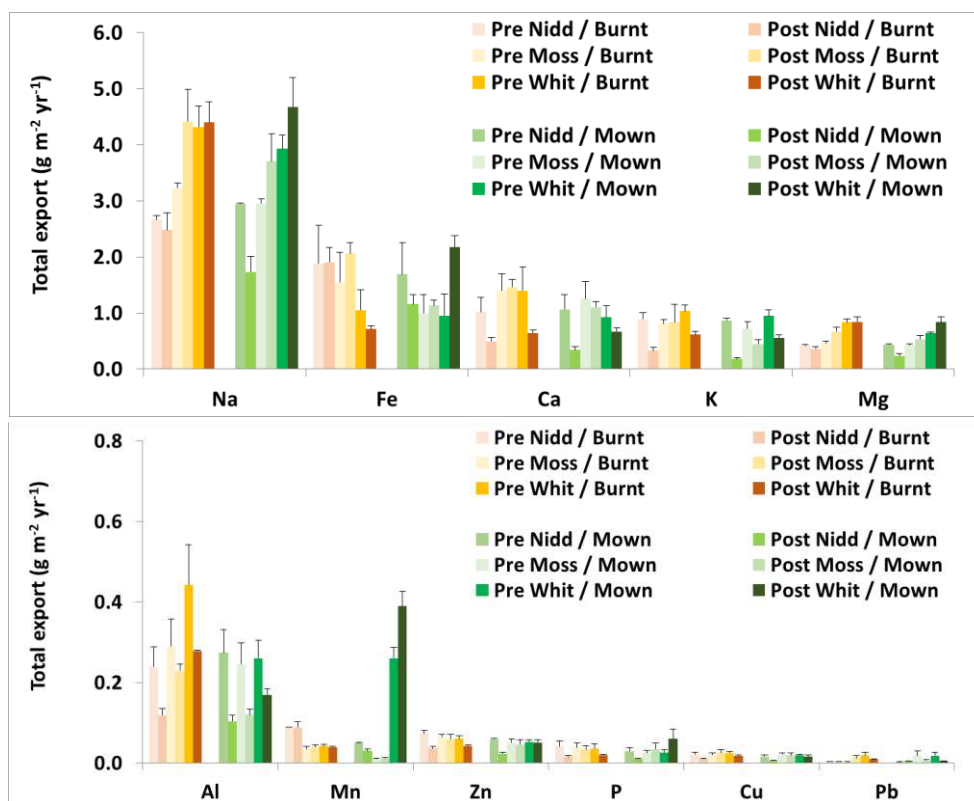 6.0
5.0
4.0
3.0
2.0
1.0
0.0
Total export (g m⁻² yr⁻¹)
Pre Nidd / Burnt Post Nidd / Burnt
Pre Moss / Burnt Post Moss / Burnt
Pre Whit / Burnt Post Whit / Burnt
Pre Nidd / Mown Post Nidd / Mown
Pre Moss / Mown Post Moss / Mown
Pre Whit / Mown Post Whit / Mown
Na Fe Ca K Mg
0.8
0.6
0.4
0.2
0.0
Total export (g m⁻² yr⁻¹)
Pre Nidd / Burnt Post Nidd / Burnt
Pre Moss / Burnt Post Moss / Burnt
Pre Whit / Burnt Post Whit / Burnt
Pre Nidd / Mown Post Nidd / Mown
Pre Moss / Mown Post Moss / Mown
Pre Whit / Mown Post Whit / Mown
Al Mn Zn P Cu Pb